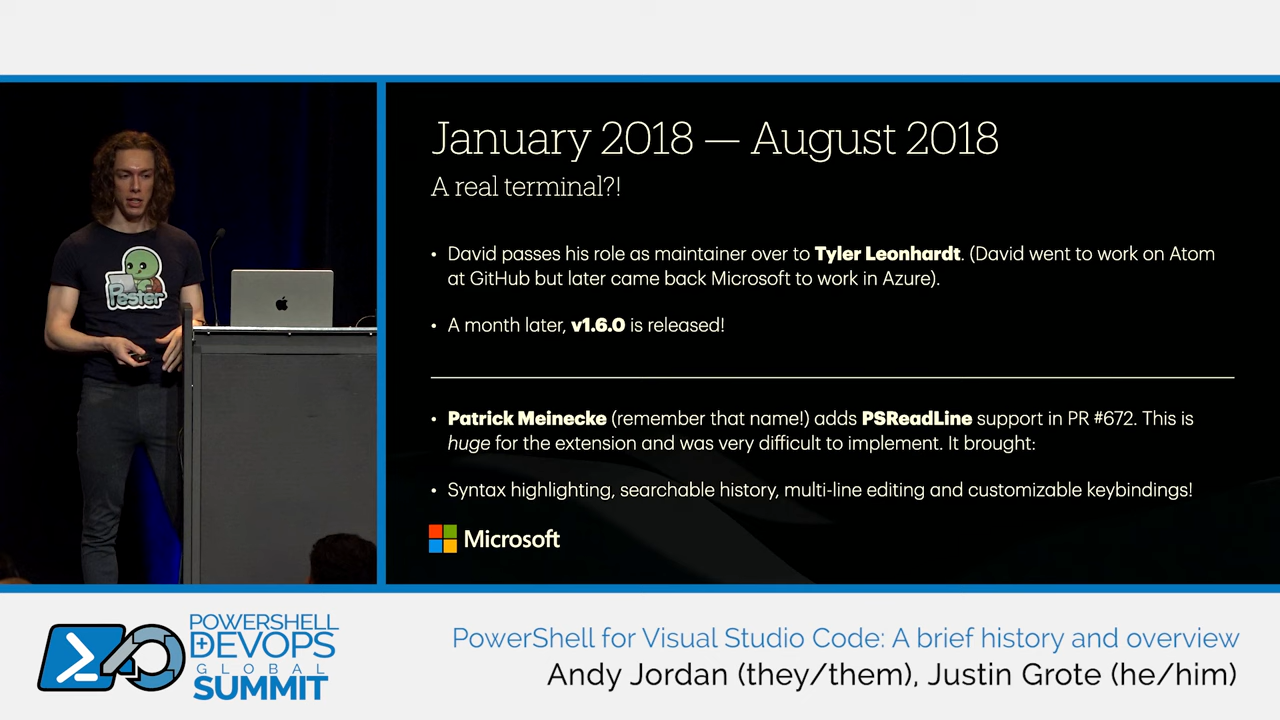 January 2018 — August 2018
A real terminal?!
• David passes his role as maintainer over to Tyler Leonhardt. (David went to work on Atom
at GitHub but later came back Microsoft to work in Azure).
• A month later, v1.6.0 is released!
• Patrick Meinecke (remember that name!) adds PSReadLine support in PR #672. This is
huge for the extension and was very difficult to implement. It brought:
• Syntax highlighting, searchable history, multi-line editing and customizable keybindings!
Microsoft
Pester
POWERSHELL
+DEVOPS
GLOBAL
SUMMIT
PowerShell for Visual Studio Code: A brief history and overview
Andy Jordan (they/them), Justin Grote (he/him)